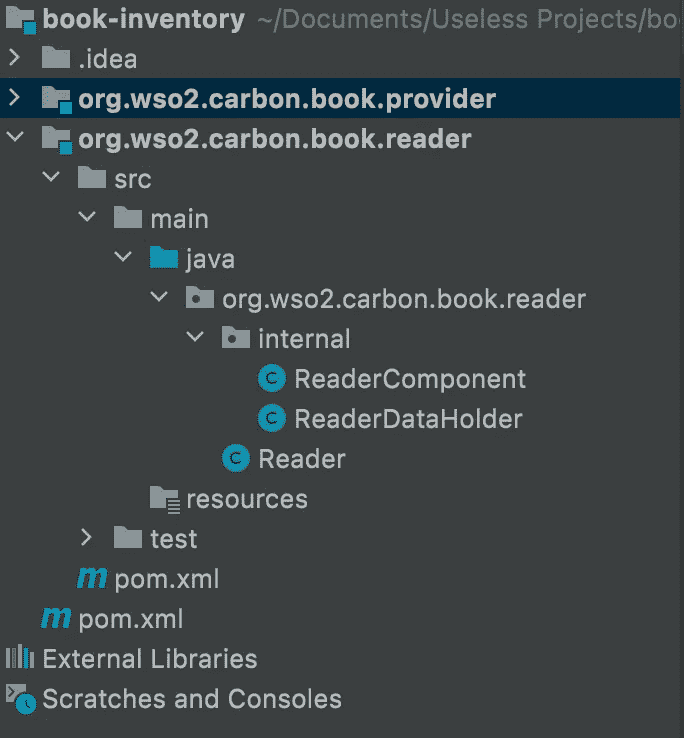 book-inventory ~/Documents/Useless Projects/bo
.idea
org.wso2.carbon.book.provider
org.wso2.carbon.book.reader
src
main
java
org.wso2.carbon.book.reader
internal
C ReaderComponent
C ReaderDataHolder
C Reader
resources
test
m pom.xml
m pom.xml
External Libraries
Scratches and Consoles